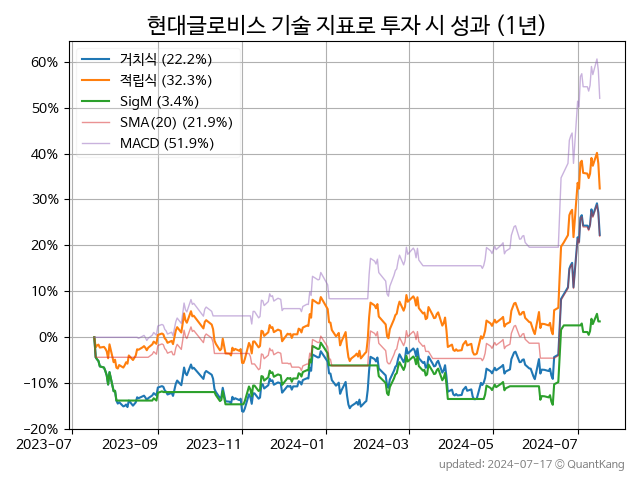 현대글로비스 기술 지표로 투자 시 성과 (1년)
거치식 (22.2%)
적립식 (32.3%)
SigM (3.4%)
SMA(20) (21.9%)
MACD (51.9%)
60%
50%
40%
30%
20%
10%
0%
−10%
−20%
2023-07 2023-09 2023-11 2024-01 2024-03 2024-05 2024-07
updated: 2024-07-17 © QuantKang